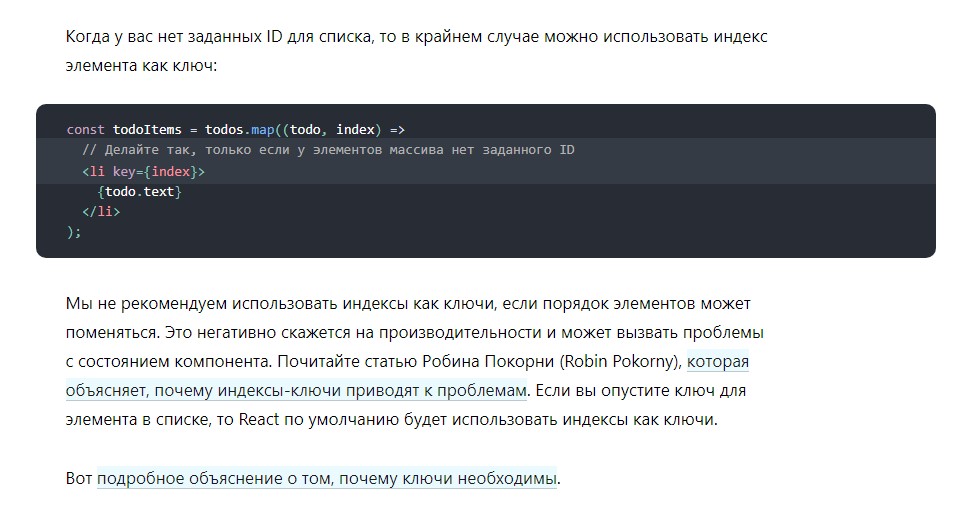 Когда у вас нет заданных ID для списка, то в крайнем случае можно использовать индекс
элемента как ключ:
const todoItems = todos.map((todo, index) =>
  // Делайте так, только если у элементов массива нет заданного ID
  <li key={index}>
    {todo.text}
  </li>
);
Мы не рекомендуем использовать индексы как ключи, если порядок элементов может
поменяться. Это негативно скажется на производительности и может вызвать проблемы
с состоянием компонента. Почитайте статью Робина Покорни (Robin Pokorny), которая
объясняет, почему индексы-ключи приводят к проблемам. Если вы опустите ключ для
элемента в списке, то React по умолчанию будет использовать индексы как ключи.
Вот подробное объяснение о том, почему ключи необходимы.